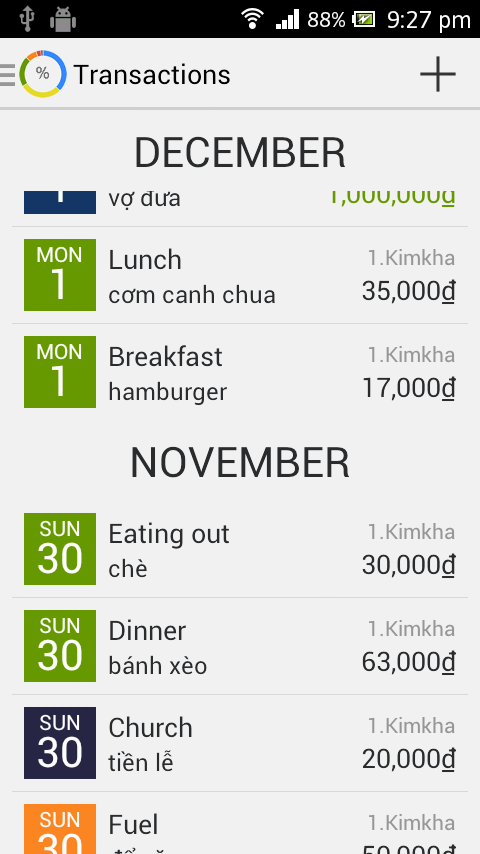 88% 9:27 pm
% Transactions
DECEMBER
1 vợ đưa 1,000,000₫
MON 1 Lunch 1.Kimkha
cơm canh chua 35,000₫
MON 1 Breakfast 1.Kimkha
hamburger 17,000₫
NOVEMBER
SUN 30 Eating out 1.Kimkha
chè 30,000₫
SUN 30 Dinner 1.Kimkha
bánh xèo 63,000₫
SUN 30 Church 1.Kimkha
tiền lễ 20,000₫
SUN 30 Fuel 1.Kimkha
50,000₫